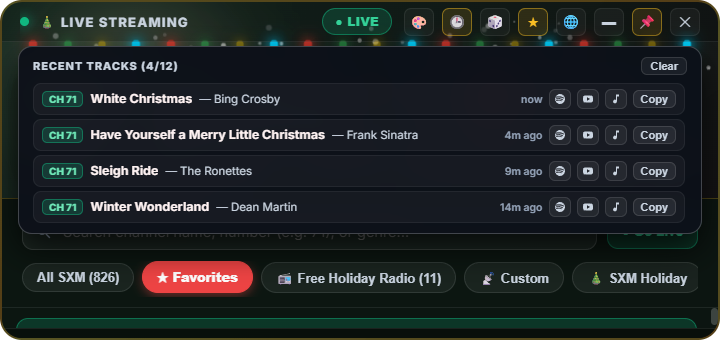 LIVE STREAMING
LIVE
RECENT TRACKS (4/12)
Clear
CH 71 White Christmas — Bing Crosby now Copy
CH 71 Have Yourself a Merry Little Christmas — Frank Sinatra 4m ago Copy
CH 71 Sleigh Ride — The Ronettes 9m ago Copy
CH 71 Winter Wonderland — Dean Martin 14m ago Copy
All SXM (826)
★ Favorites
Free Holiday Radio (11)
Custom
SXM Holiday